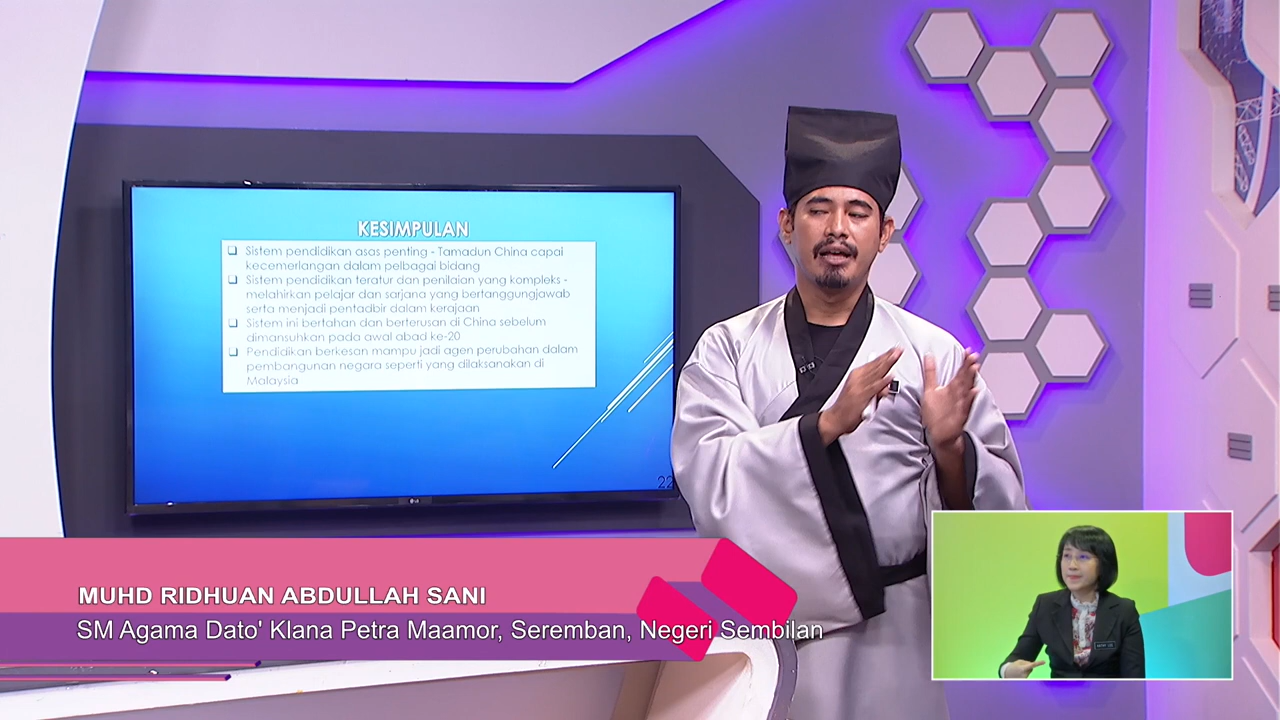 KESIMPULAN
❑ Sistem pendidikan asas penting - Tamadun China capai
kecemerlangan dalam pelbagai bidang
❑ Sistem pendidikan teratur dan penilaian yang kompleks -
melahirkan pelajar dan sarjana yang bertanggungjawab
serta menjadi pentadbir dalam kerajaan
❑ Sistem ini bertahan dan berterusan di China sebelum
dimansuhkan pada awal abad ke-20
❑ Pendidikan berkesan mampu jadi agen perubahan dalam
pembangunan negara seperti yang dilaksanakan di
Malaysia
22
LG
MUHD RIDHUAN ABDULLAH SANI
SM Agama Dato' Klana Petra Maamor, Seremban, Negeri Sembilan